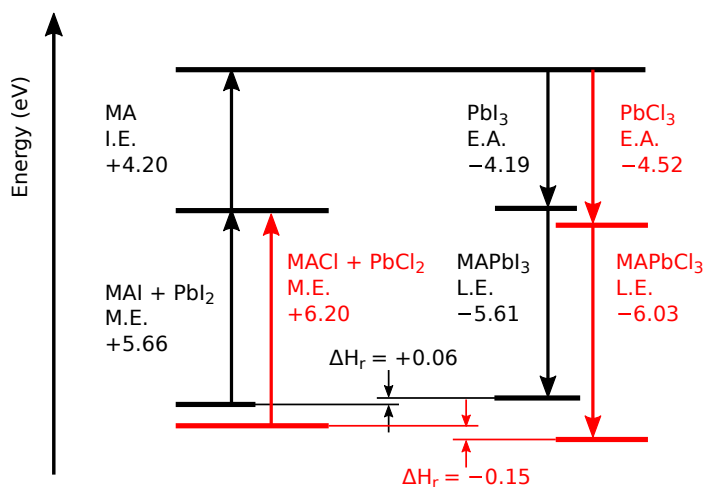 Energy (eV)
MA
I.E.
+4.20
PbI₃
E.A.
−4.19
PbCl₃
E.A.
−4.52
MAI + PbI₂
M.E.
+5.66
MACl + PbCl₂
M.E.
+6.20
MAPbI₃
L.E.
−5.61
MAPbCl₃
L.E.
−6.03
ΔHᵣ = +0.06
ΔHᵣ = −0.15